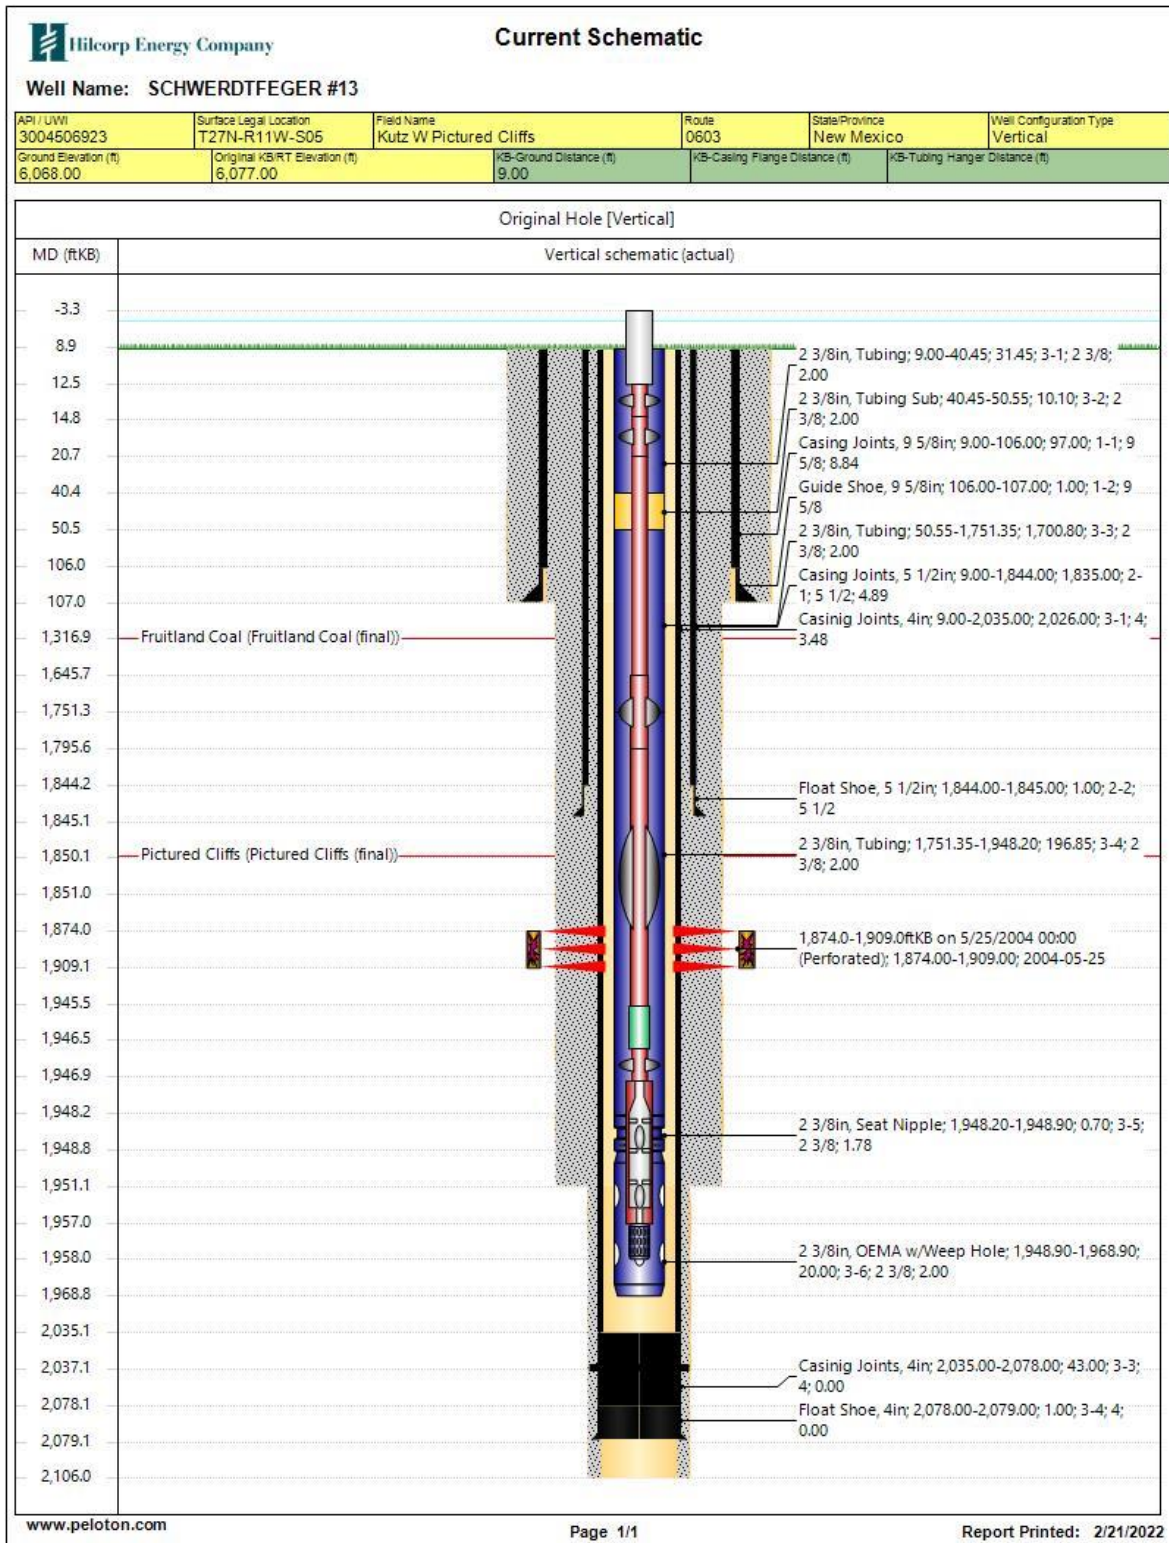 Hilcorp Energy Company
Current Schematic
Well Name: SCHWERDTFEGER #13
API / UWI
3004506923
Surface Legal Location
T27N-R11W-S05
Field Name
Kutz W Pictured Cliffs
Route
0603
State/Province
New Mexico
Well Configuration Type
Vertical
Ground Elevation (ft)
6,068.00
Original KB/RT Elevation (ft)
6,077.00
KB-Ground Distance (ft)
9.00
KB-Casing Flange Distance (ft)
KB-Tubing Hanger Distance (ft)
Original Hole [Vertical]
MD (ftKB)
Vertical schematic (actual)
-3.3
8.9
12.5
14.8
20.7
40.4
50.5
106.0
107.0
1,316.9
1,645.7
1,751.3
1,795.6
1,844.2
1,845.1
1,850.1
1,851.0
1,874.0
1,909.1
1,945.5
1,946.5
1,946.9
1,948.2
1,948.8
1,951.1
1,957.0
1,958.0
1,968.8
2,035.1
2,037.1
2,078.1
2,079.1
2,106.0
Fruitland Coal (Fruitland Coal (final))
Pictured Cliffs (Pictured Cliffs (final))
2 3/8in, Tubing; 9.00-40.45; 31.45; 3-1; 2 3/8;
2.00
2 3/8in, Tubing Sub; 40.45-50.55; 10.10; 3-2; 2
3/8; 2.00
Casing Joints, 9 5/8in; 9.00-106.00; 97.00; 1-1; 9
5/8; 8.84
Guide Shoe, 9 5/8in; 106.00-107.00; 1.00; 1-2; 9
5/8
2 3/8in, Tubing; 50.55-1,751.35; 1,700.80; 3-3; 2
3/8; 2.00
Casing Joints, 5 1/2in; 9.00-1,844.00; 1,835.00; 2-
1; 5 1/2; 4.89
Casinig Joints, 4in; 9.00-2,035.00; 2,026.00; 3-1; 4;
3.48
Float Shoe, 5 1/2in; 1,844.00-1,845.00; 1.00; 2-2;
5 1/2
2 3/8in, Tubing; 1,751.35-1,948.20; 196.85; 3-4; 2
3/8; 2.00
1,874.0-1,909.0ftKB on 5/25/2004 00:00
(Perforated); 1,874.00-1,909.00; 2004-05-25
2 3/8in, Seat Nipple; 1,948.20-1,948.90; 0.70; 3-5;
2 3/8; 1.78
2 3/8in, OEMA w/Weep Hole; 1,948.90-1,968.90;
20.00; 3-6; 2 3/8; 2.00
Casinig Joints, 4in; 2,035.00-2,078.00; 43.00; 3-3;
4; 0.00
Float Shoe, 4in; 2,078.00-2,079.00; 1.00; 3-4; 4;
0.00
www.peloton.com
Page 1/1
Report Printed: 2/21/2022